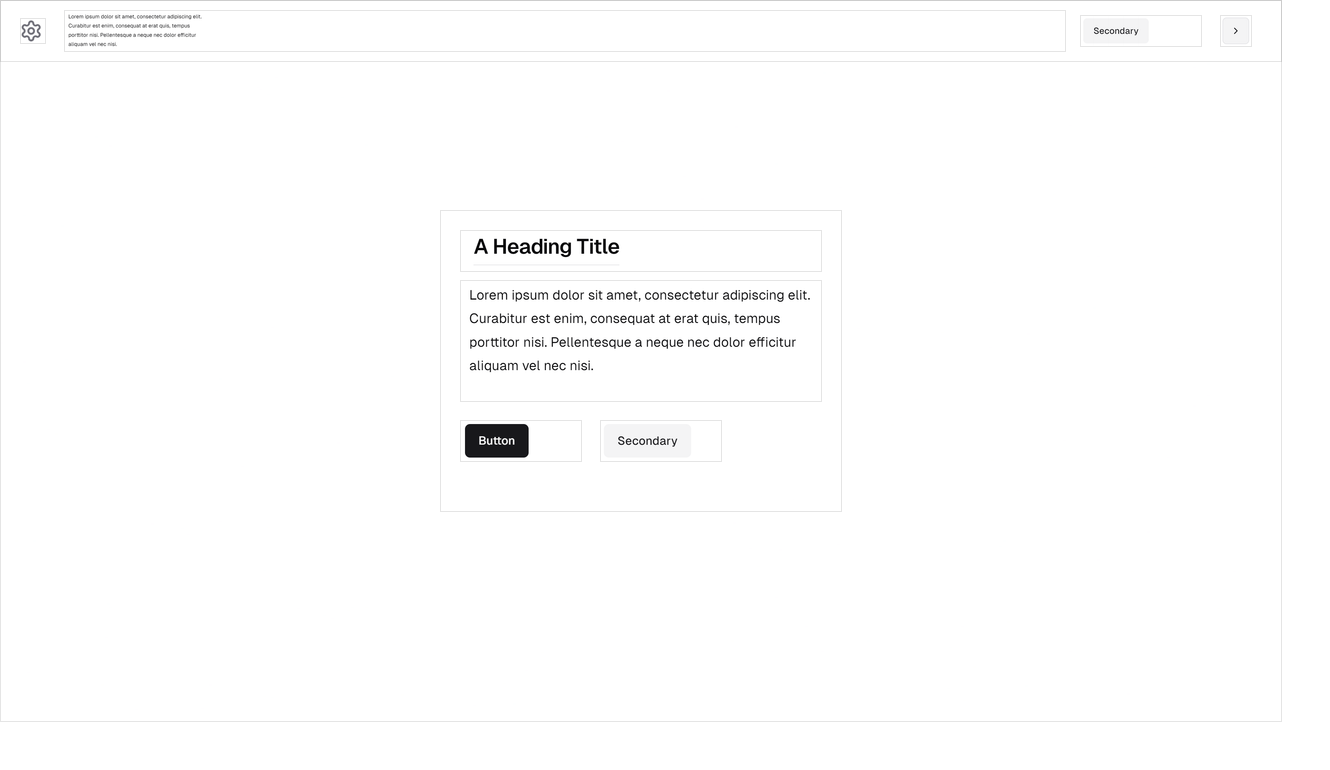 Lorem ipsum dolor sit amet, consectetur adipiscing elit.
Curabitur est enim, consequat at erat quis, tempus
porttitor nisi. Pellentesque a neque nec dolor efficitur
aliquam vel nec nisi.
Secondary
A Heading Title
Lorem ipsum dolor sit amet, consectetur adipiscing elit.
Curabitur est enim, consequat at erat quis, tempus
porttitor nisi. Pellentesque a neque nec dolor efficitur
aliquam vel nec nisi.
Button
Secondary